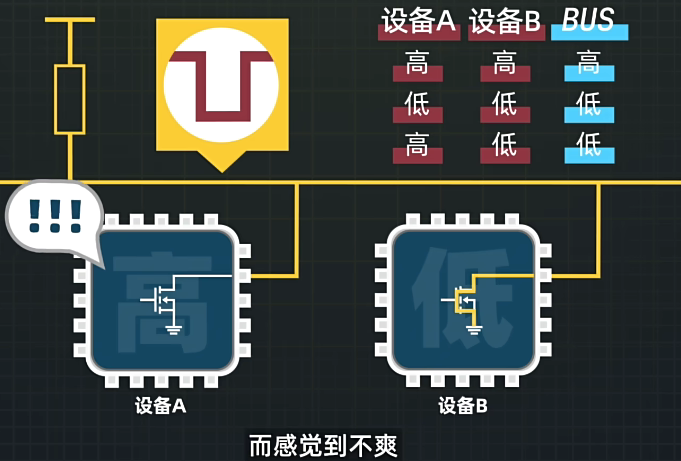 设备A 设备B BUS
高 高 高
低 低 低
高 低 低
!!!
高 低
设备A 设备B
而感觉到不爽